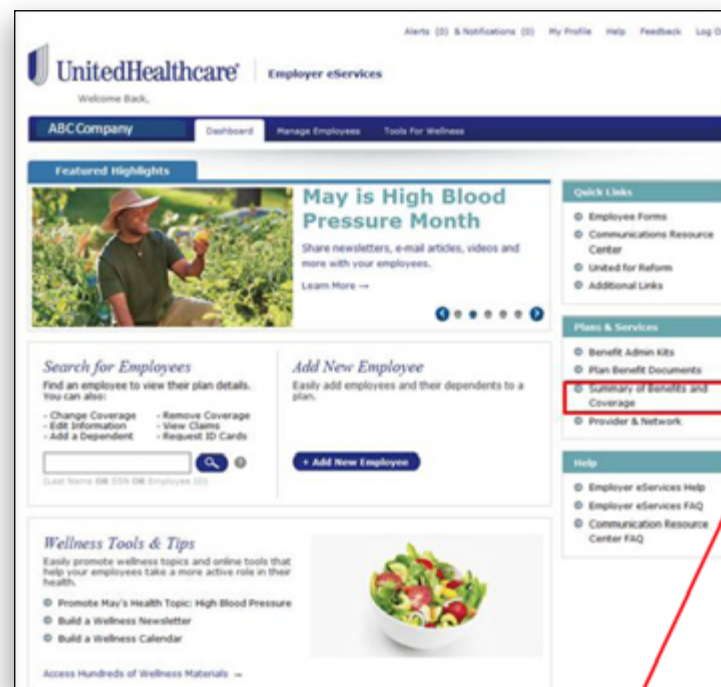 Alerts (0) & Notifications (0) My Profile Help Feedback Log O
UnitedHealthcare® Employer eServices
Welcome Back,
ABC Company Dashboard Manage Employees Tools For Wellness
Featured Highlights
May is High Blood
Pressure Month
Share newsletters, e-mail articles, videos and
more with your employees.
Learn More →
Quick Links
Employee Forms
Communications Resource
Center
United for Reform
Additional Links
Plans & Services
Benefit Admin Kits
Plan Benefit Documents
Summary of Benefits and
Coverage
Provider & Network
Help
Employer eServices Help
Employer eServices FAQ
Communication Resource
Center FAQ
Search for Employees
Find an employee to view their plan details.
You can also:
- Change Coverage - Remove Coverage
- Edit Information - View Claims
- Add a Dependent - Request ID Cards
(Last Name OR SSN OR Employee ID)
Add New Employee
Easily add employees and their dependents to a
plan.
+ Add New Employee
Wellness Tools & Tips
Easily promote wellness topics and online tools that
help your employees take a more active role in their
health.
Promote May's Health Topic: High Blood Pressure
Build a Wellness Newsletter
Build a Wellness Calendar
Access Hundreds of Wellness Materials →